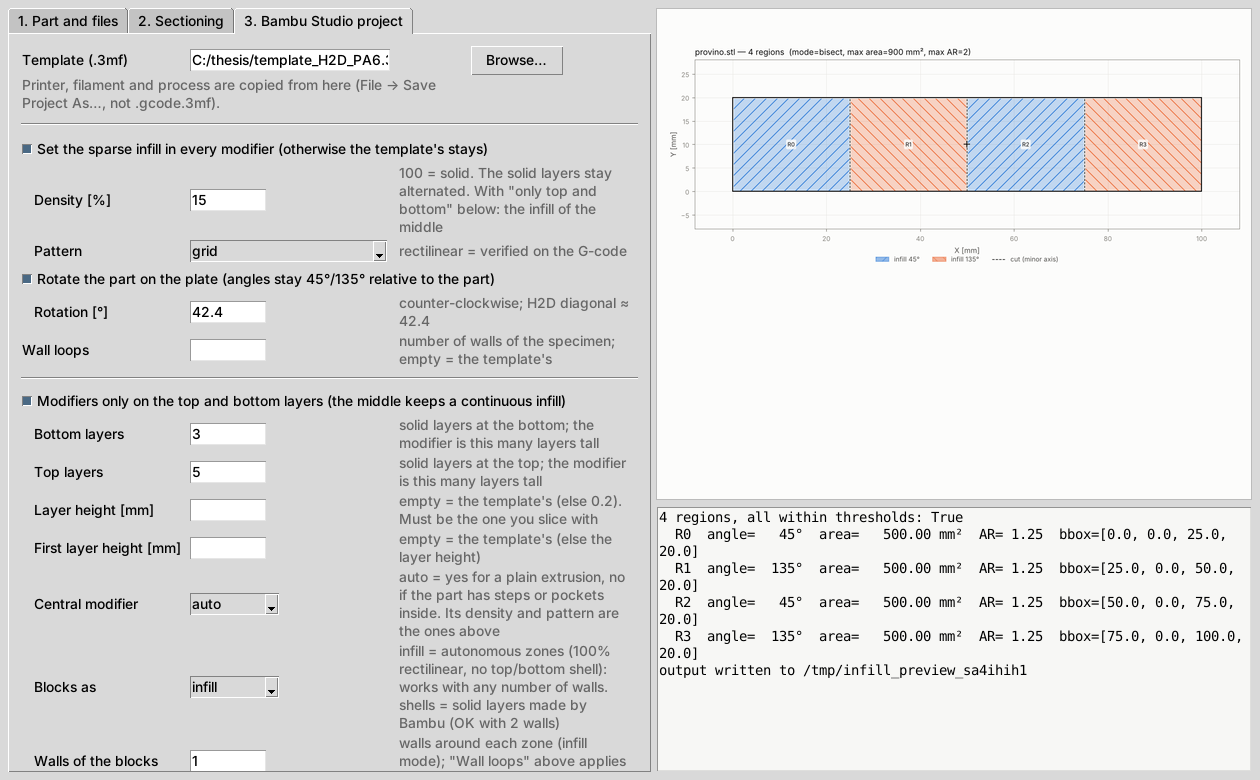 1. Part and files
2. Sectioning
3. Bambu Studio project
Template (.3mf)
C:/thesis/template_H2D_PA6.3
Browse...
Printer, filament and process are copied from here (File → Save
Project As..., not .gcode.3mf).
Set the sparse infill in every modifier (otherwise the template's stays)
Density [%]
15
100 = solid. The solid layers stay
alternated. With "only top and
bottom" below: the infill of the
middle
Pattern
grid
rectilinear = verified on the G-code
Rotate the part on the plate (angles stay 45°/135° relative to the part)
Rotation [°]
42.4
counter-clockwise; H2D diagonal ≈
42.4
Wall loops
number of walls of the specimen;
empty = the template's
Modifiers only on the top and bottom layers (the middle keeps a continuous infill)
Bottom layers
3
solid layers at the bottom; the
modifier is this many layers tall
Top layers
5
solid layers at the top; the modifier
is this many layers tall
Layer height [mm]
empty = the template's (else 0.2).
Must be the one you slice with
First layer height [mm]
empty = the template's (else the
layer height)
Central modifier
auto
auto = yes for a plain extrusion, no
if the part has steps or pockets
inside. Its density and pattern are
the ones above
Blocks as
infill
infill = autonomous zones (100%
rectilinear, no top/bottom shell):
works with any number of walls.
shells = solid layers made by
Bambu (OK with 2 walls)
Walls of the blocks
1
walls around each zone (infill
mode); "Wall loops" above applies
provino.stl — 4 regions  (mode=bisect, max area=900 mm², max AR=2)
Y [mm]
25
20
15
10
5
0
−5
R0
R1
R2
R3
0
20
40
60
80
100
X [mm]
infill 45°
infill 135°
cut (minor axis)
4 regions, all within thresholds: True
R0  angle=   45°  area=   500.00 mm²  AR= 1.25  bbox=[0.0, 0.0, 25.0,
20.0]
R1  angle=  135°  area=   500.00 mm²  AR= 1.25  bbox=[25.0, 0.0, 50.0,
20.0]
R2  angle=   45°  area=   500.00 mm²  AR= 1.25  bbox=[50.0, 0.0, 75.0,
20.0]
R3  angle=  135°  area=   500.00 mm²  AR= 1.25  bbox=[75.0, 0.0, 100.0,
20.0]
output written to /tmp/infill_preview_sa4ihih1